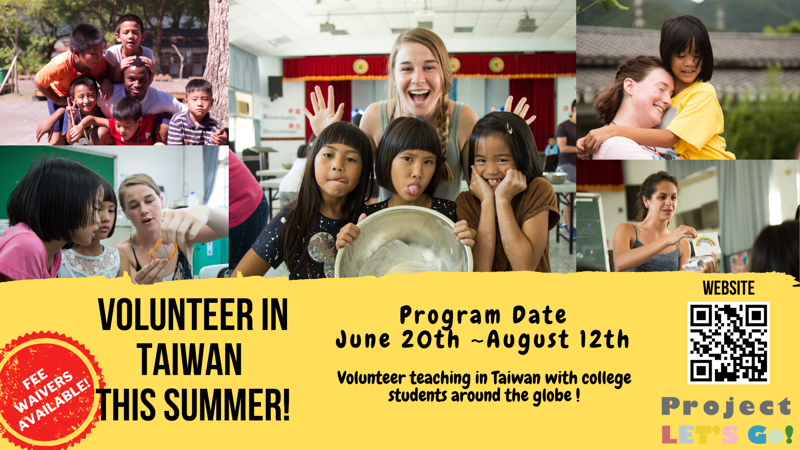 VOLUNTEER IN
TAIWAN
THIS SUMMER!
FEE
WAIVERS
AVAILABLE!
Program Date
June 20th ~August 12th
Volunteer teaching in Taiwan with college
students around the globe !
WEBSITE
Project
LET'S Go!